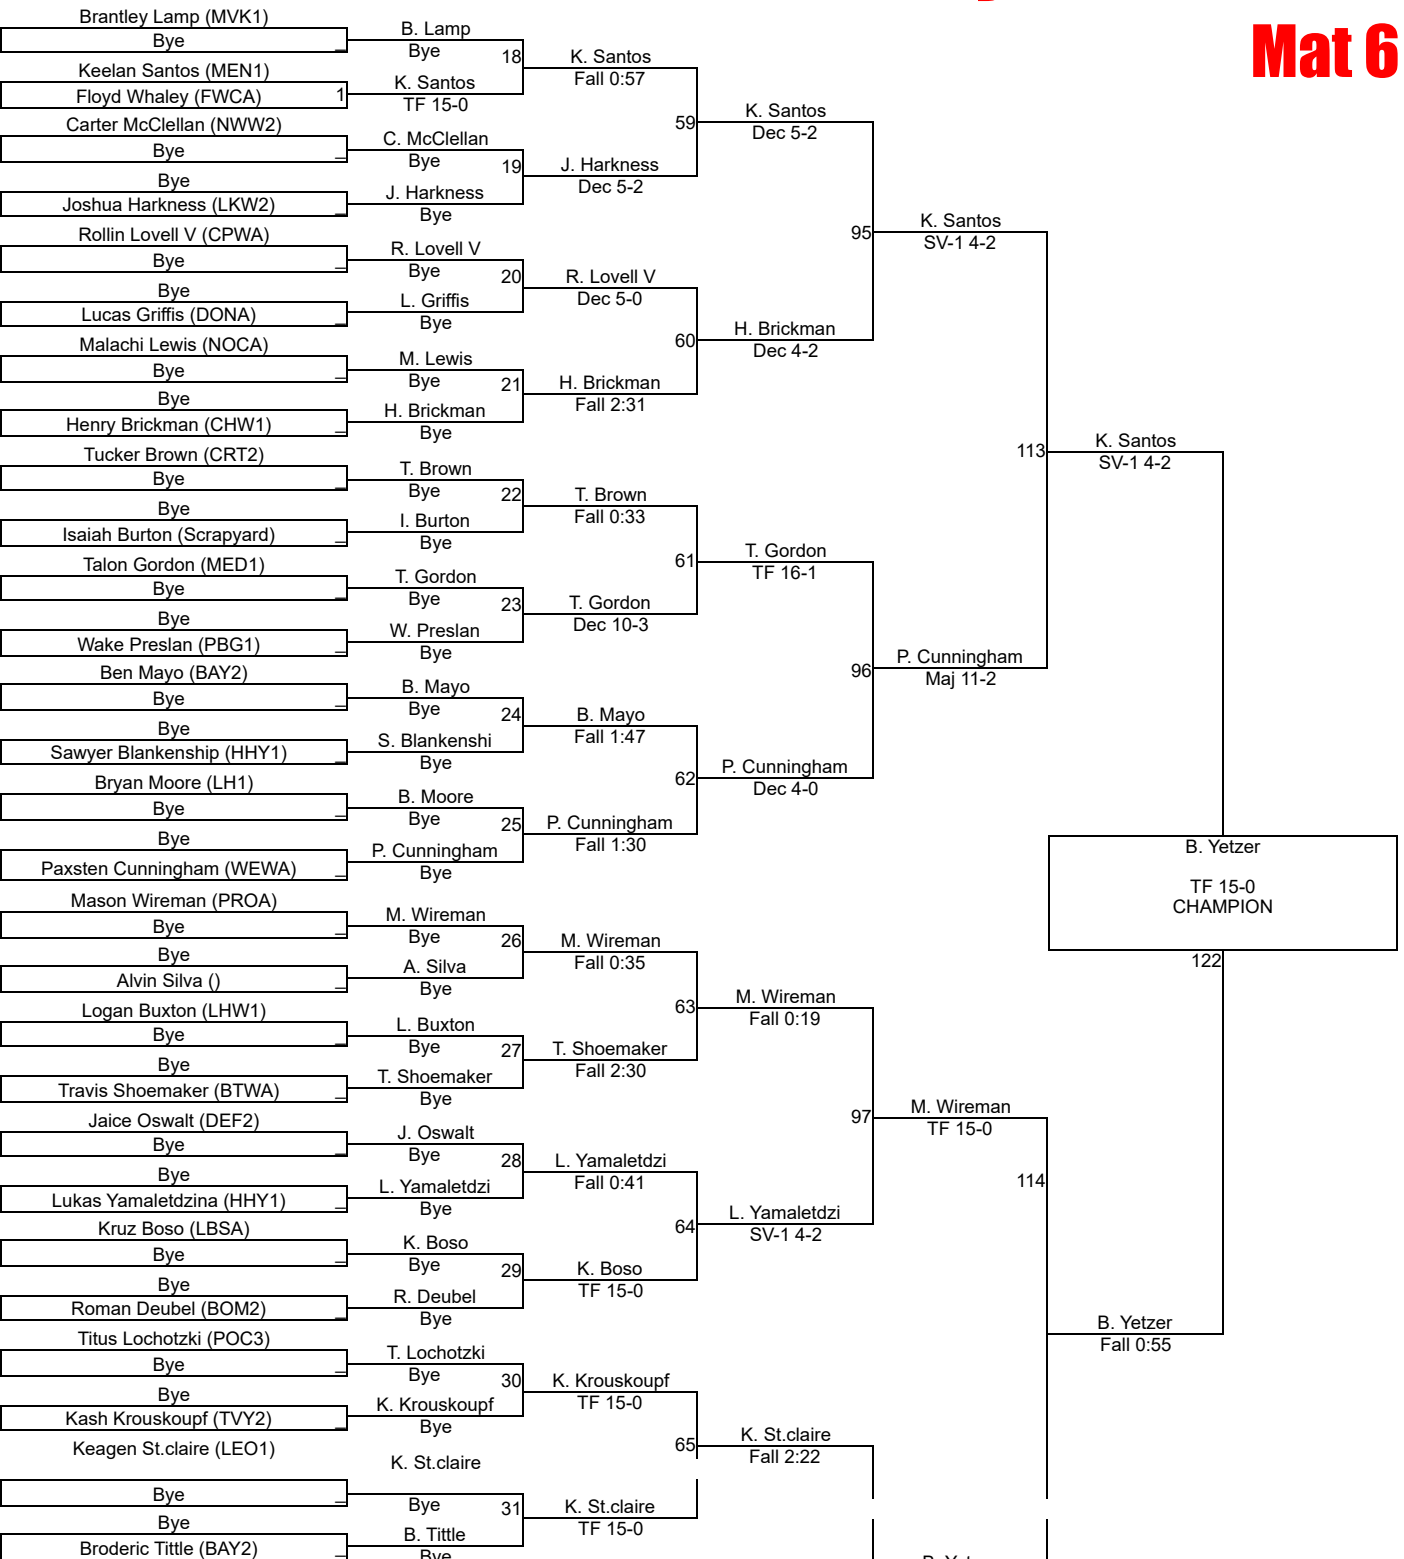 Mat 6
Brantley Lamp (MVK1)
Bye _
Keelan Santos (MEN1)
Floyd Whaley (FWCA) 1
Carter McClellan (NWW2)
Bye _
Bye
Joshua Harkness (LKW2) _
Rollin Lovell V (CPWA)
Bye _
Bye
Lucas Griffis (DONA) _
Malachi Lewis (NOCA)
Bye _
Bye
Henry Brickman (CHW1) _
Tucker Brown (CRT2)
Bye _
Bye
Isaiah Burton (Scrapyard) _
Talon Gordon (MED1)
Bye _
Bye
Wake Preslan (PBG1) _
Ben Mayo (BAY2)
Bye _
Bye
Sawyer Blankenship (HHY1) _
Bryan Moore (LH1)
Bye _
Bye
Paxsten Cunningham (WEWA) _
Mason Wireman (PROA)
Bye _
Bye
Alvin Silva () _
Logan Buxton (LHW1)
Bye _
Bye
Travis Shoemaker (BTWA) _
Jaice Oswalt (DEF2)
Bye _
Bye
Lukas Yamaletdzina (HHY1) _
Kruz Boso (LBSA)
Bye _
Bye
Roman Deubel (BOM2) _
Titus Lochotzki (POC3)
Bye _
Bye
Kash Krouskoupf (TVY2) _
Keagen St.claire (LEO1)
Bye _
Bye
Broderic Tittle (BAY2) _
B. Lamp
Bye
18
K. Santos
TF 15-0
C. McClellan
Bye
19
J. Harkness
Bye
R. Lovell V
Bye
20
L. Griffis
Bye
M. Lewis
Bye
21
H. Brickman
Bye
T. Brown
Bye
22
I. Burton
Bye
T. Gordon
Bye
23
W. Preslan
Bye
B. Mayo
Bye
24
S. Blankenshi
Bye
B. Moore
Bye
25
P. Cunningham
Bye
M. Wireman
Bye
26
A. Silva
Bye
L. Buxton
Bye
27
T. Shoemaker
Bye
J. Oswalt
Bye
28
L. Yamaletdzi
Bye
K. Boso
Bye
29
R. Deubel
Bye
T. Lochotzki
Bye
30
K. Krouskoupf
Bye
K. St.claire
Bye
31
B. Tittle
Bye
K. Santos
Fall 0:57
59
J. Harkness
Dec 5-2
R. Lovell V
Dec 5-0
60
H. Brickman
Fall 2:31
T. Brown
Fall 0:33
61
T. Gordon
Dec 10-3
B. Mayo
Fall 1:47
62
P. Cunningham
Fall 1:30
M. Wireman
Fall 0:35
63
T. Shoemaker
Fall 2:30
L. Yamaletdzi
Fall 0:41
64
K. Boso
TF 15-0
K. Krouskoupf
TF 15-0
65
K. St.claire
TF 15-0
K. Santos
Dec 5-2
95
H. Brickman
Dec 4-2
T. Gordon
TF 16-1
96
P. Cunningham
Dec 4-0
M. Wireman
Fall 0:19
97
L. Yamaletdzi
SV-1 4-2
K. St.claire
Fall 2:22
K. Santos
SV-1 4-2
113
P. Cunningham
Maj 11-2
M. Wireman
TF 15-0
114
K. Santos
SV-1 4-2
B. Yetzer
TF 15-0
CHAMPION
122
B. Yetzer
Fall 0:55